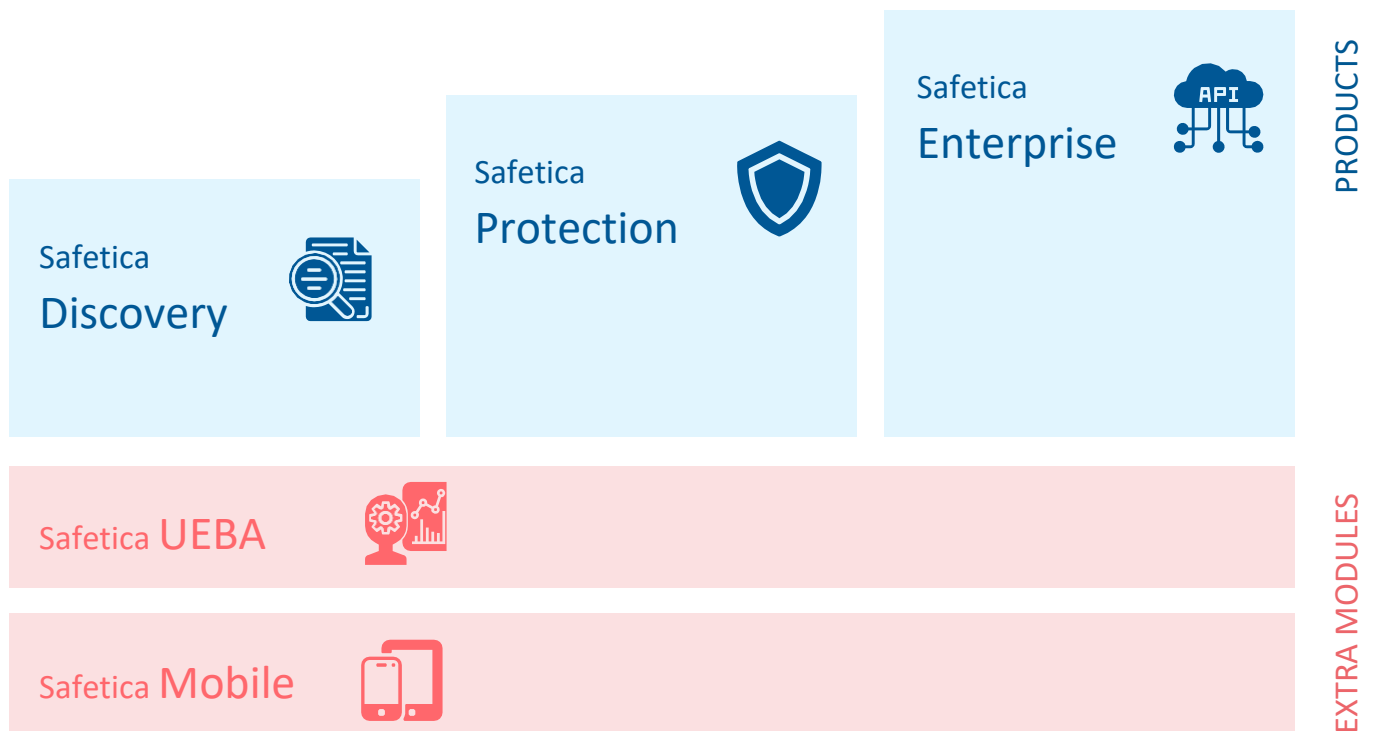 Safetica
Discovery
Safetica
Protection
Safetica
Enterprise
API
PRODUCTS
Safetica UEBA
Safetica Mobile
EXTRA MODULES